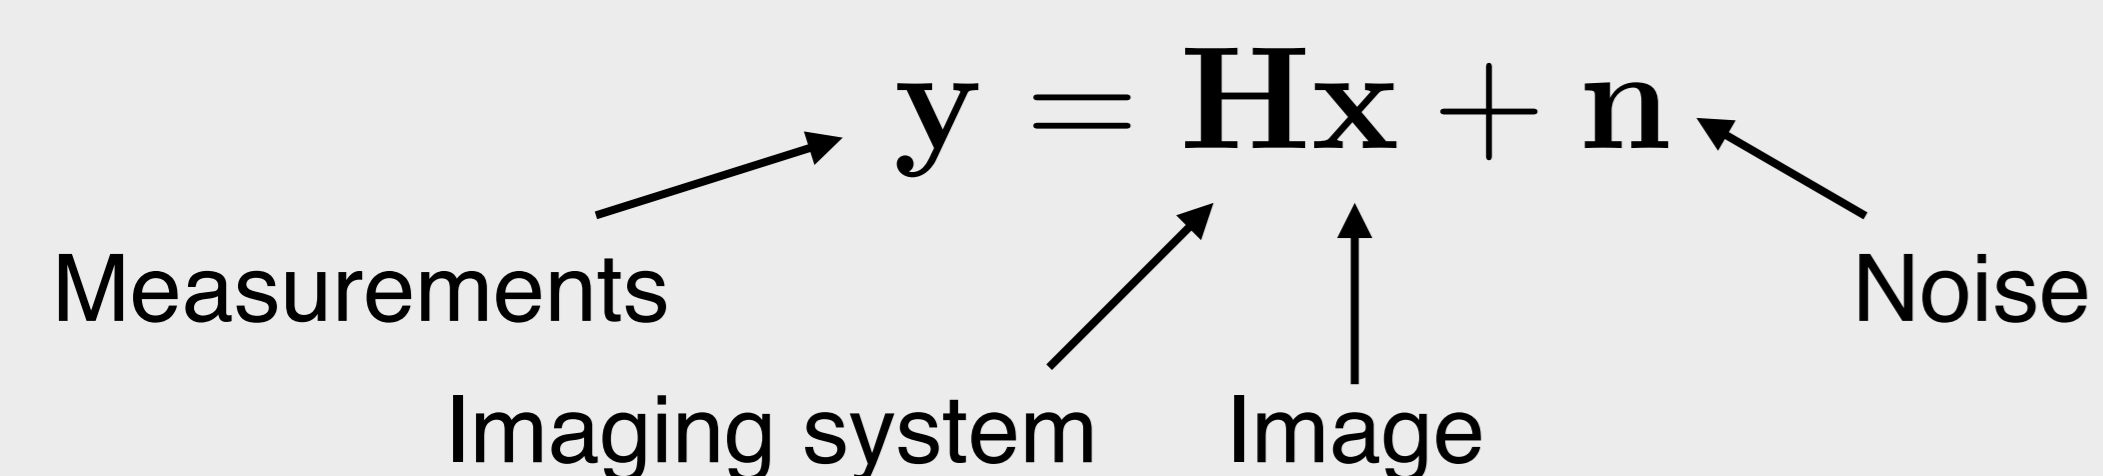 y = Hx + n
Measurements
Noise
Imaging system
Image